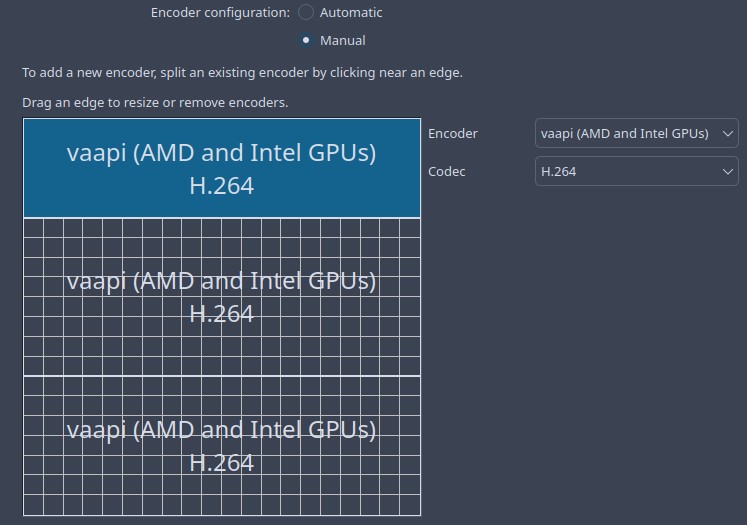 Encoder configuration: Automatic
Manual
To add a new encoder, split an existing encoder by clicking near an edge.
Drag an edge to resize or remove encoders.
vaapi (AMD and Intel GPUs)
H.264
Encoder vaapi (AMD and Intel GPUs)
Codec H.264
vaapi (AMD and Intel GPUs)
H.264
vaapi (AMD and Intel GPUs)
H.264